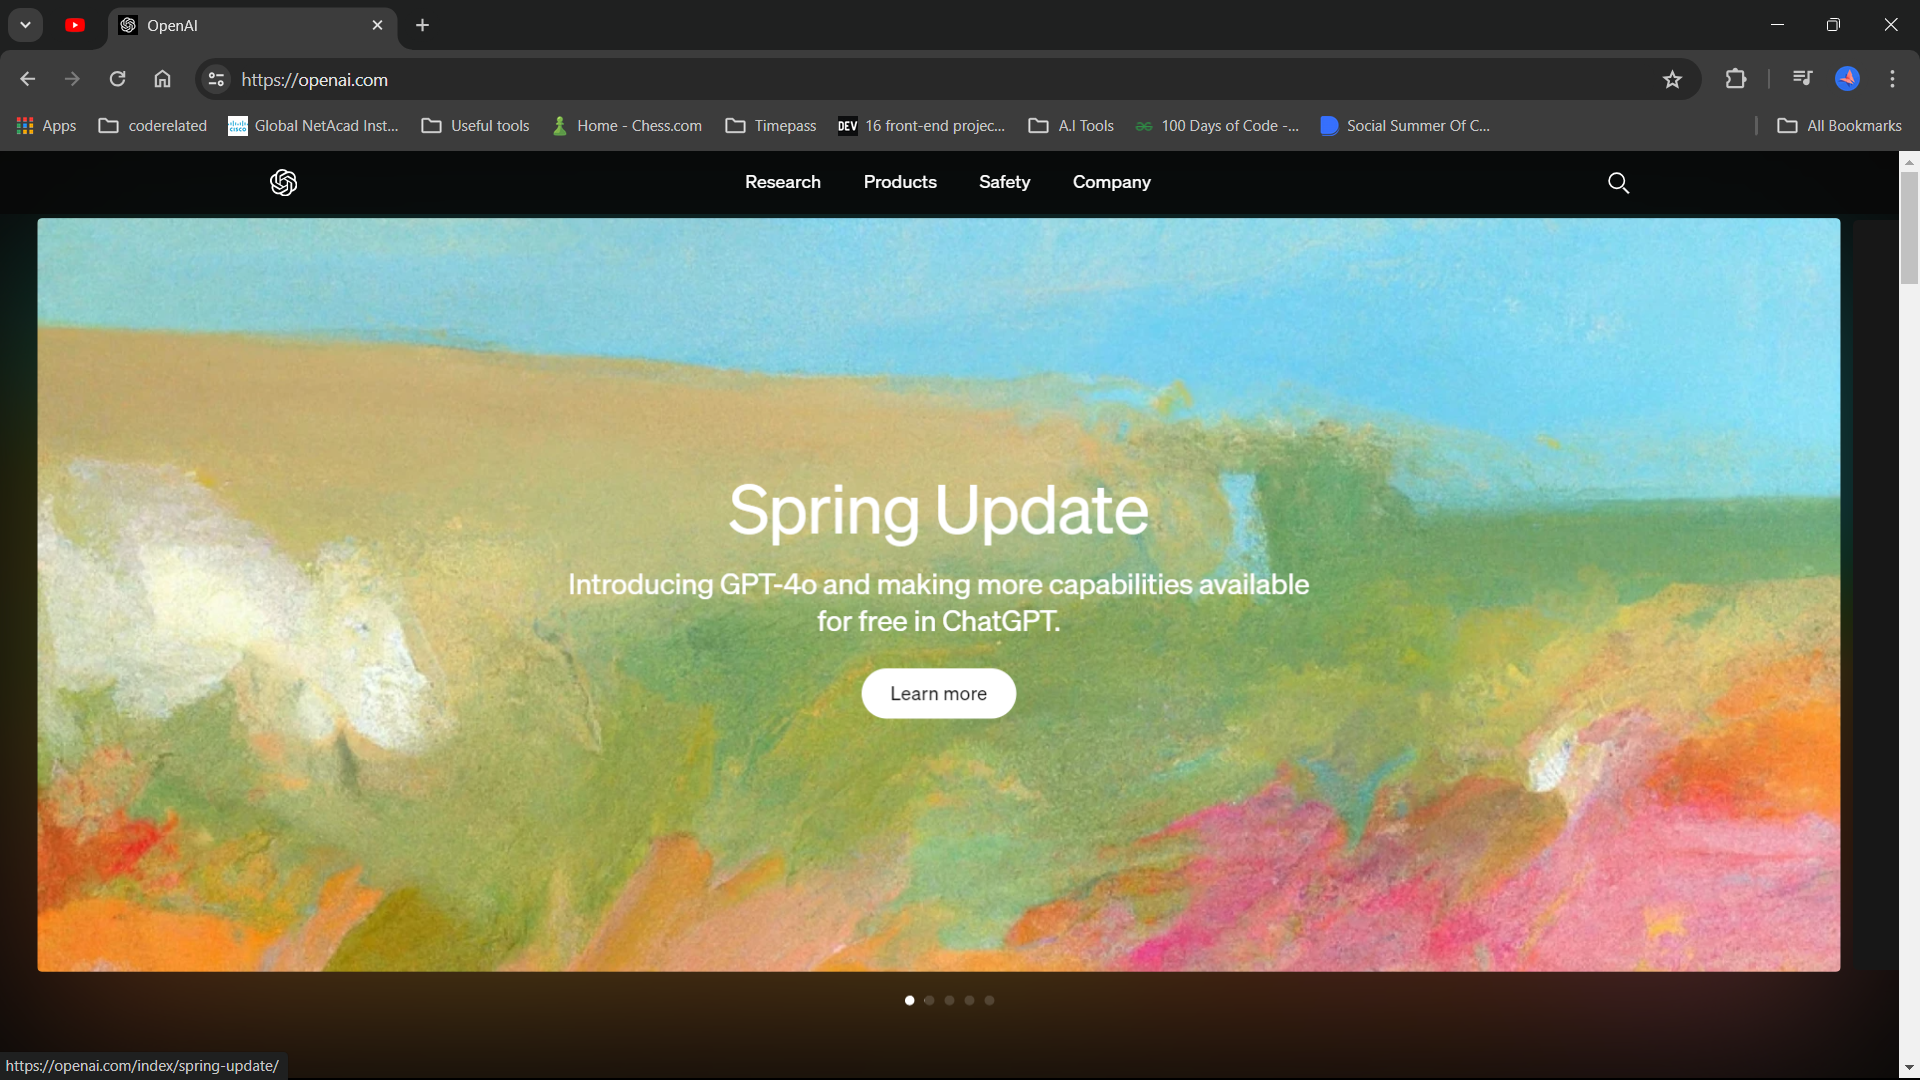 OpenAI
https://openai.com
Apps
coderelated
Global NetAcad Inst...
Useful tools
Home - Chess.com
Timepass
DEV
16 front-end projec...
A.I Tools
100 Days of Code -...
Social Summer Of C...
All Bookmarks
Research
Products
Safety
Company
Spring Update
Introducing GPT-4o and making more capabilities available
for free in ChatGPT.
Learn more
https://openai.com/index/spring-update/